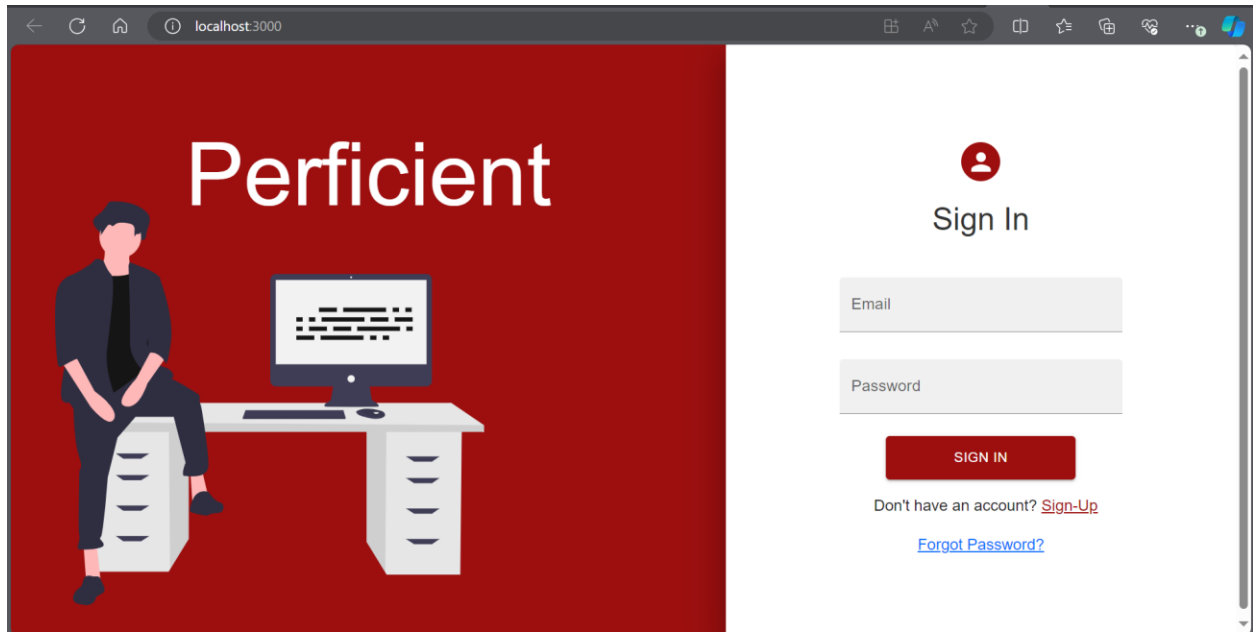 localhost:3000
Perficient
Sign In
Email
Password
SIGN IN
Don't have an account? Sign-Up
Forgot Password?